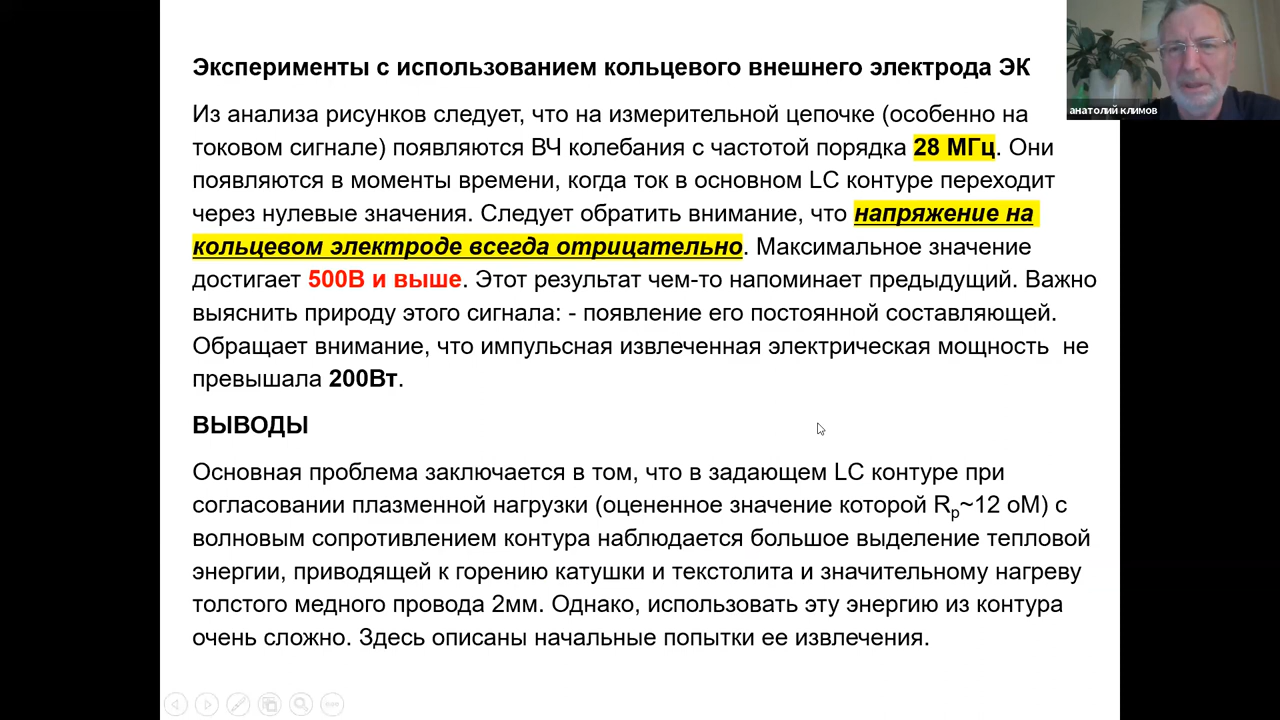 Эксперименты с использованием кольцевого внешнего электрода ЭК
Из анализа рисунков следует, что на измерительной цепочке (особенно на
токовом сигнале) появляются ВЧ колебания с частотой порядка 28 МГц. Они
появляются в моменты времени, когда ток в основном LC контуре переходит
через нулевые значения. Следует обратить внимание, что напряжение на
кольцевом электроде всегда отрицательно. Максимальное значение
достигает 500В и выше. Этот результат чем-то напоминает предыдущий. Важно
выяснить природу этого сигнала: - появление его постоянной составляющей.
Обращает внимание, что импульсная извлеченная электрическая мощность  не
превышала 200Вт.
ВЫВОДЫ
Основная проблема заключается в том, что в задающем LC контуре при
согласовании плазменной нагрузки (оцененное значение которой Rp~12 оМ) с
волновым сопротивлением контура наблюдается большое выделение тепловой
энергии, приводящей к горению катушки и текстолита и значительному нагреву
толстого медного провода 2мм. Однако, использовать эту энергию из контура
очень сложно. Здесь описаны начальные попытки ее извлечения.
анатолий климов